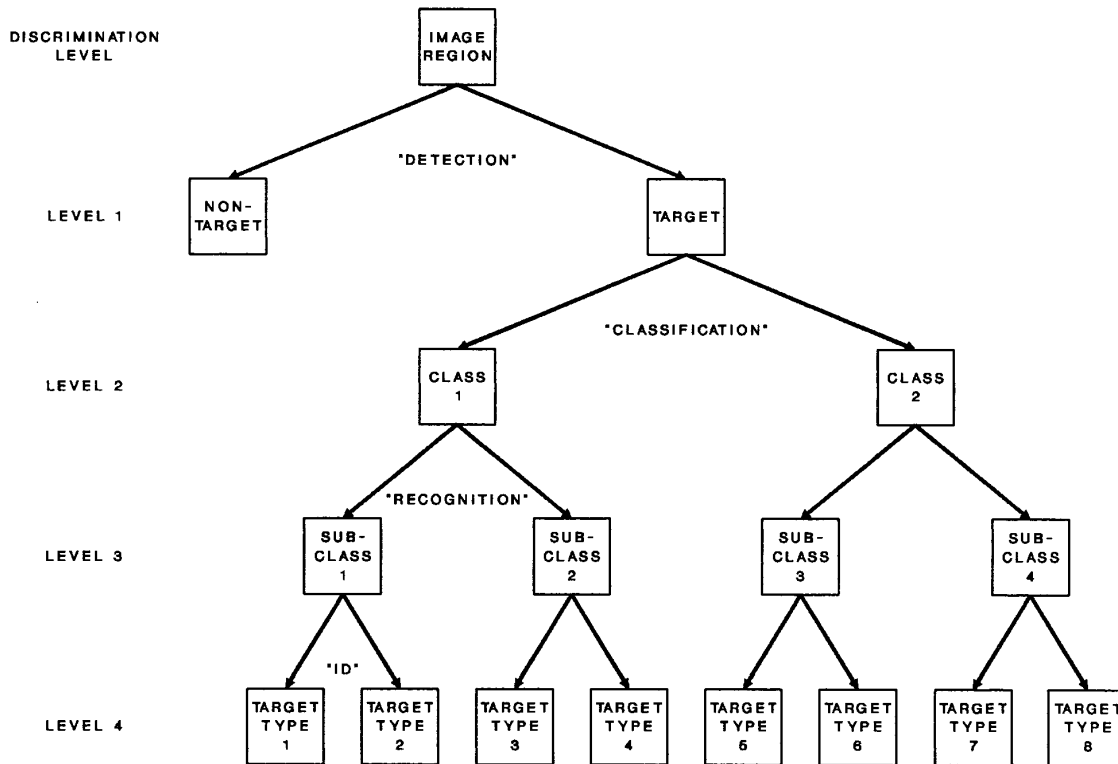 DISCRIMINATION
LEVEL
IMAGE
REGION
"DETECTION"
LEVEL 1
NON-
TARGET
TARGET
"CLASSIFICATION"
LEVEL 2
CLASS
1
CLASS
2
"RECOGNITION"
LEVEL 3
SUB-
CLASS
1
SUB-
CLASS
2
SUB-
CLASS
3
SUB-
CLASS
4
"ID"
LEVEL 4
TARGET
TYPE
1
TARGET
TYPE
2
TARGET
TYPE
3
TARGET
TYPE
4
TARGET
TYPE
5
TARGET
TYPE
6
TARGET
TYPE
7
TARGET
TYPE
8